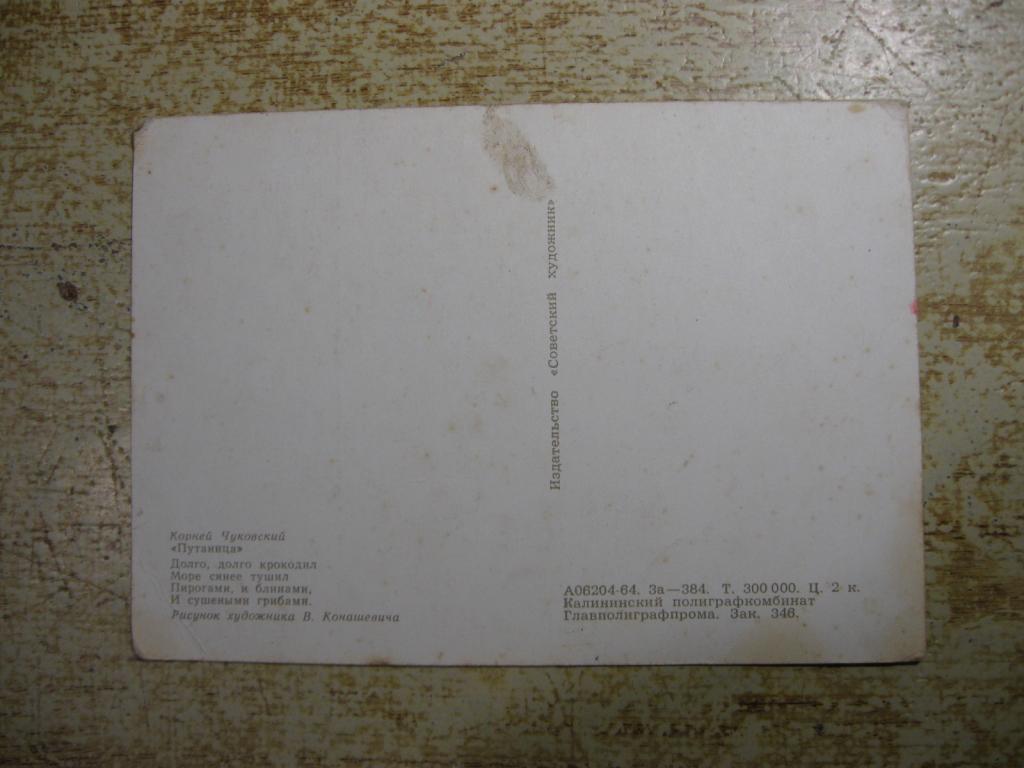 Корней Чуковский
«Путаница»
Долго, долго крокодил
Море синее тушил
Пирогами, и блинами,
И сушеными грибами.
Рисунок художника В. Конашевича
Издательство «Советский художник»
А06204-64. За—384. Т. 300 000. Ц. 2 к.
Калининский полиграфкомбинат
Главполиграфпрома. Зак. 346.